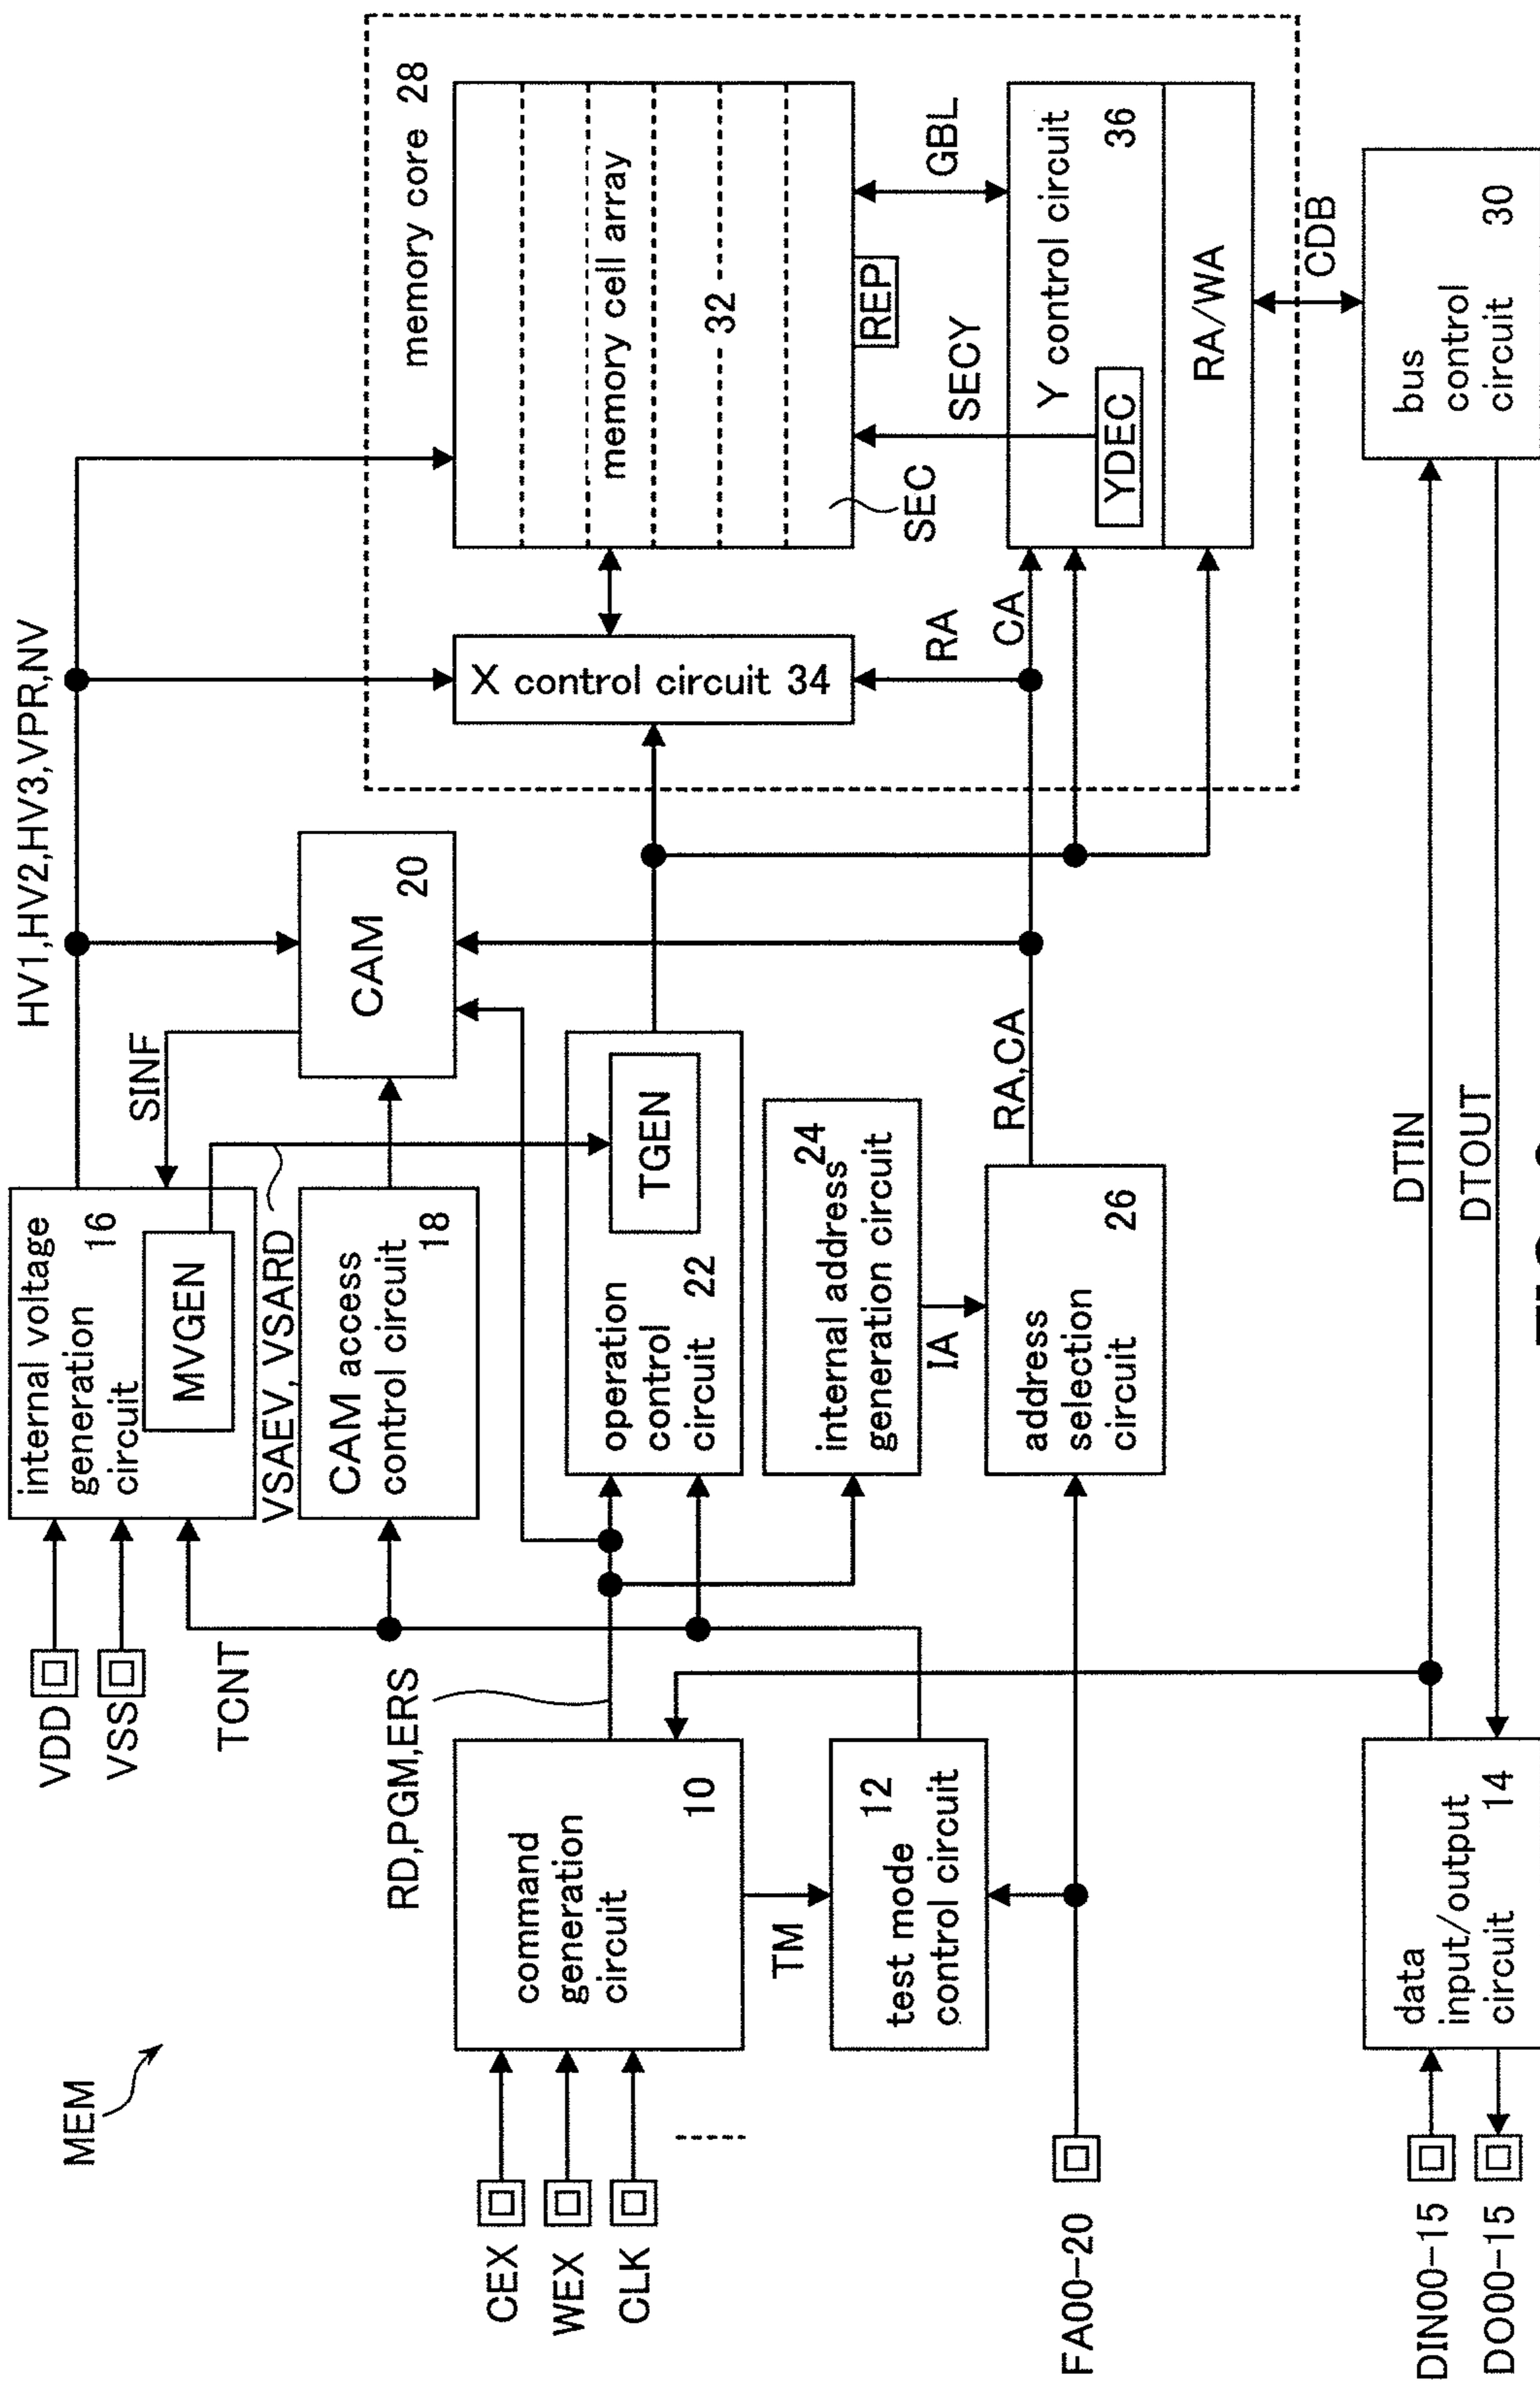 MEM
VDD
VSS
TCNT
RD,PGM,ERS
CEX
WEX
CLK
FA00-20
DIN00-15
DO00-15
command
generation
circuit
10
TM
test mode
control circuit
12
data
input/output
circuit
14
internal voltage
generation
circuit
16
MVGEN
VSAEV, VSARD
CAM access
control circuit
18
operation
control
circuit
22
TGEN
internal address
generation circuit
24
IA
address
selection
circuit
26
SINF
HV1,HV2,HV3,VPR,NV
CAM
20
RA,CA
DTIN
DTOUT
memory core 28
X control circuit 34
RA
CA
memory cell array
32
SEC
SECY
REP
GBL
Y control circuit
36
YDEC
RA/WA
CDB
bus
control
circuit
30